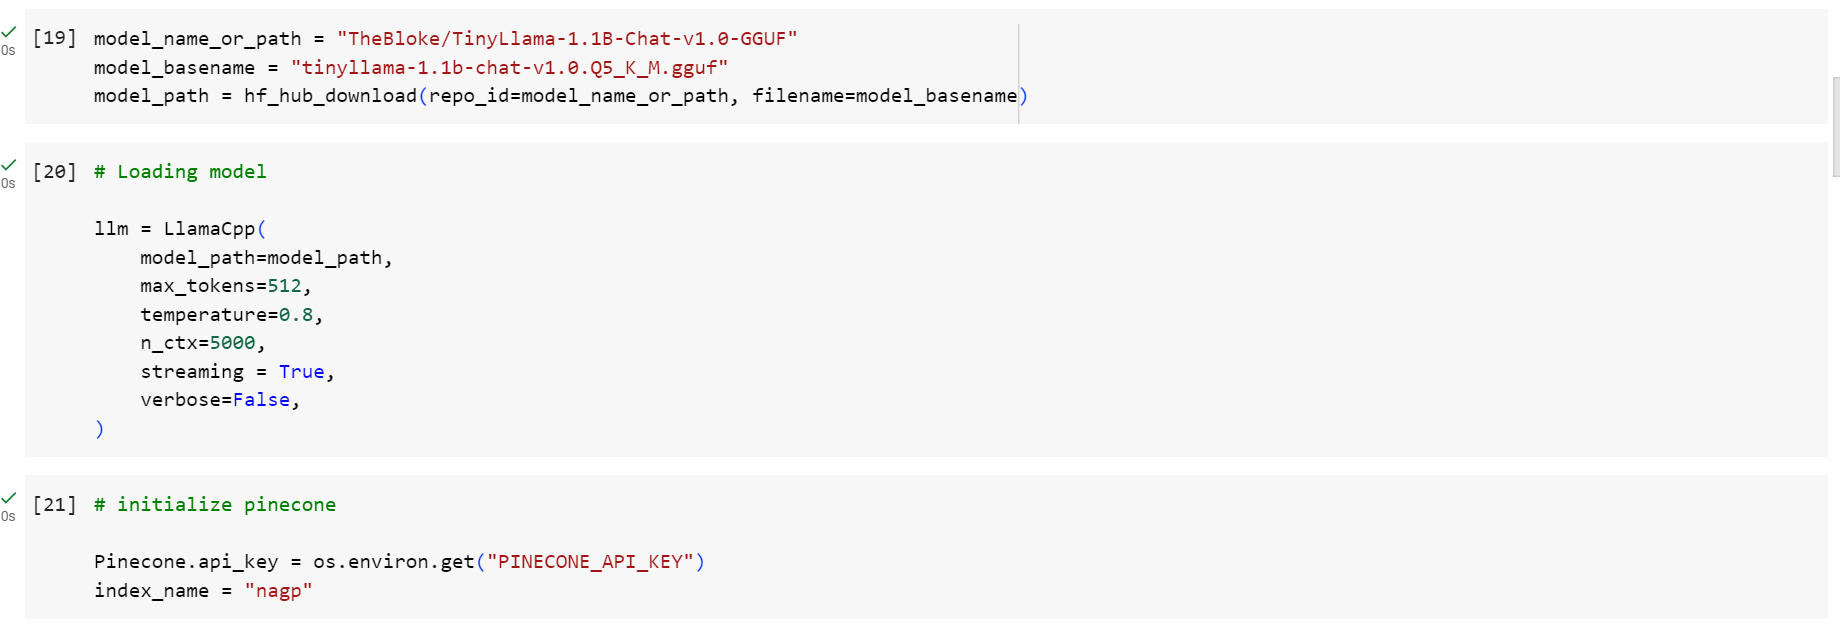 [19] model_name_or_path = "TheBloke/TinyLlama-1.1B-Chat-v1.0-GGUF"
0s
model_basename = "tinyllama-1.1b-chat-v1.0.Q5_K_M.gguf"
model_path = hf_hub_download(repo_id=model_name_or_path, filename=model_basename)
[20] # Loading model
0s
llm = LlamaCpp(
    model_path=model_path,
    max_tokens=512,
    temperature=0.8,
    n_ctx=5000,
    streaming = True,
    verbose=False,
)
[21] # initialize pinecone
0s
Pinecone.api_key = os.environ.get("PINECONE_API_KEY")
index_name = "nagp"